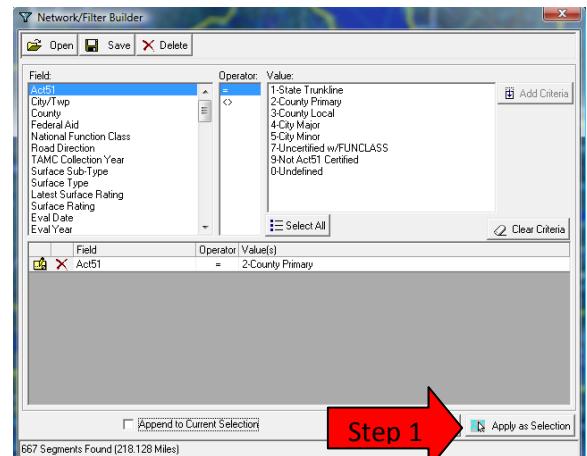 Network/Filter Builder
Open Save Delete
Field: Operator: Value:
Act51 = 1-State Trunkline Add Criteria
City/Twp <> 2-County Primary
County 3-County Local
Federal Aid 4-City Major
National Function Class 5-City Minor
Road Direction 7-Uncertified w/FUNCLASS
TAMC Collection Year 9-Not Act51 Certified
Surface Sub-Type 0-Undefined
Surface Type
Latest Surface Rating
Surface Rating
Eval Date Select All
Eval Year Clear Criteria
Field Operator Value(s)
Act51 = 2-County Primary
Append to Current Selection Step 1 Apply as Selection
667 Segments Found (218.128 Miles)